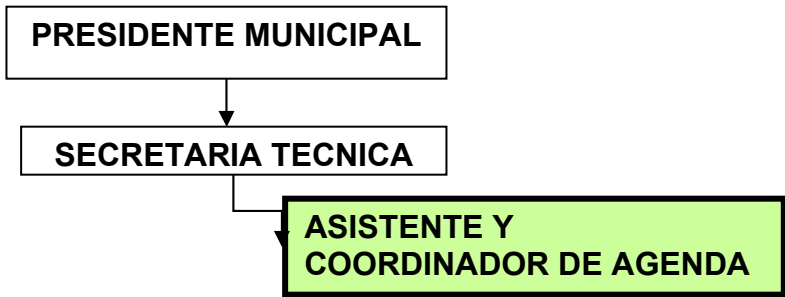 PRESIDENTE MUNICIPAL
SECRETARIA TECNICA
ASISTENTE Y
COORDINADOR DE AGENDA